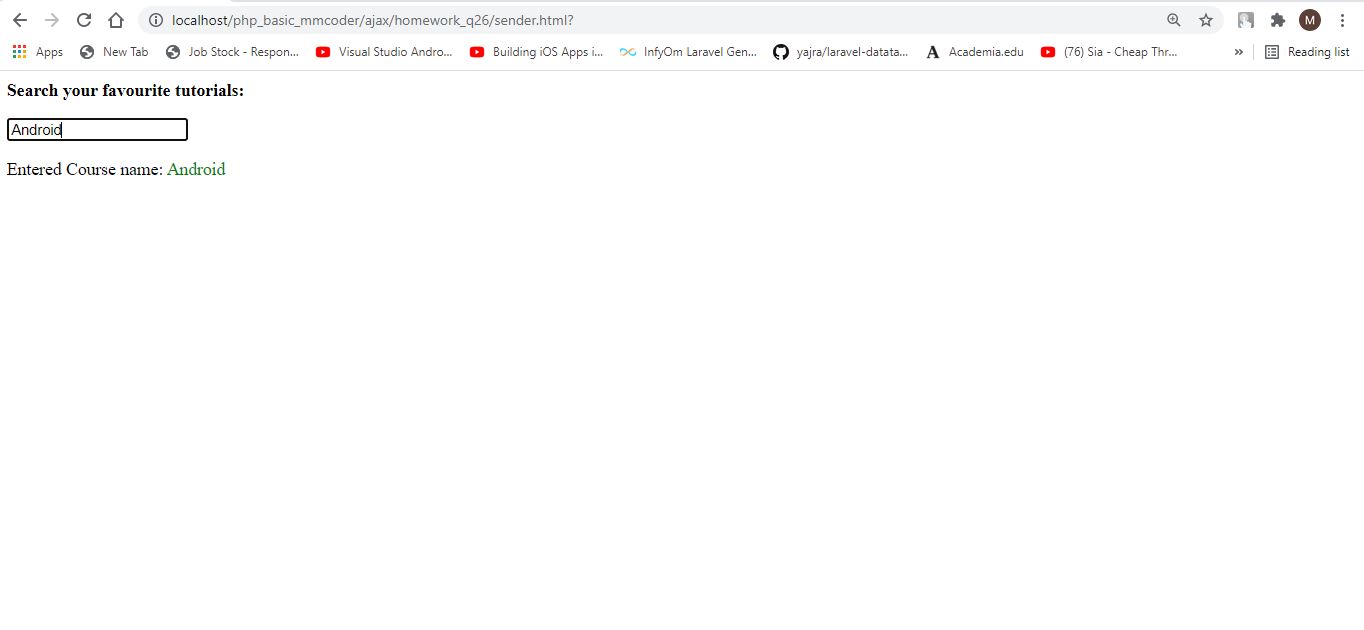 localhost/php_basic_mmcoder/ajax/homework_q26/sender.html?
M
Apps New Tab Job Stock - Respon... Visual Studio Andro... Building iOS Apps i... InfyOm Laravel Gen... yajra/laravel-datata... A Academia.edu (76) Sia - Cheap Thr... » Reading list
Search your favourite tutorials:
Android
Entered Course name: Android